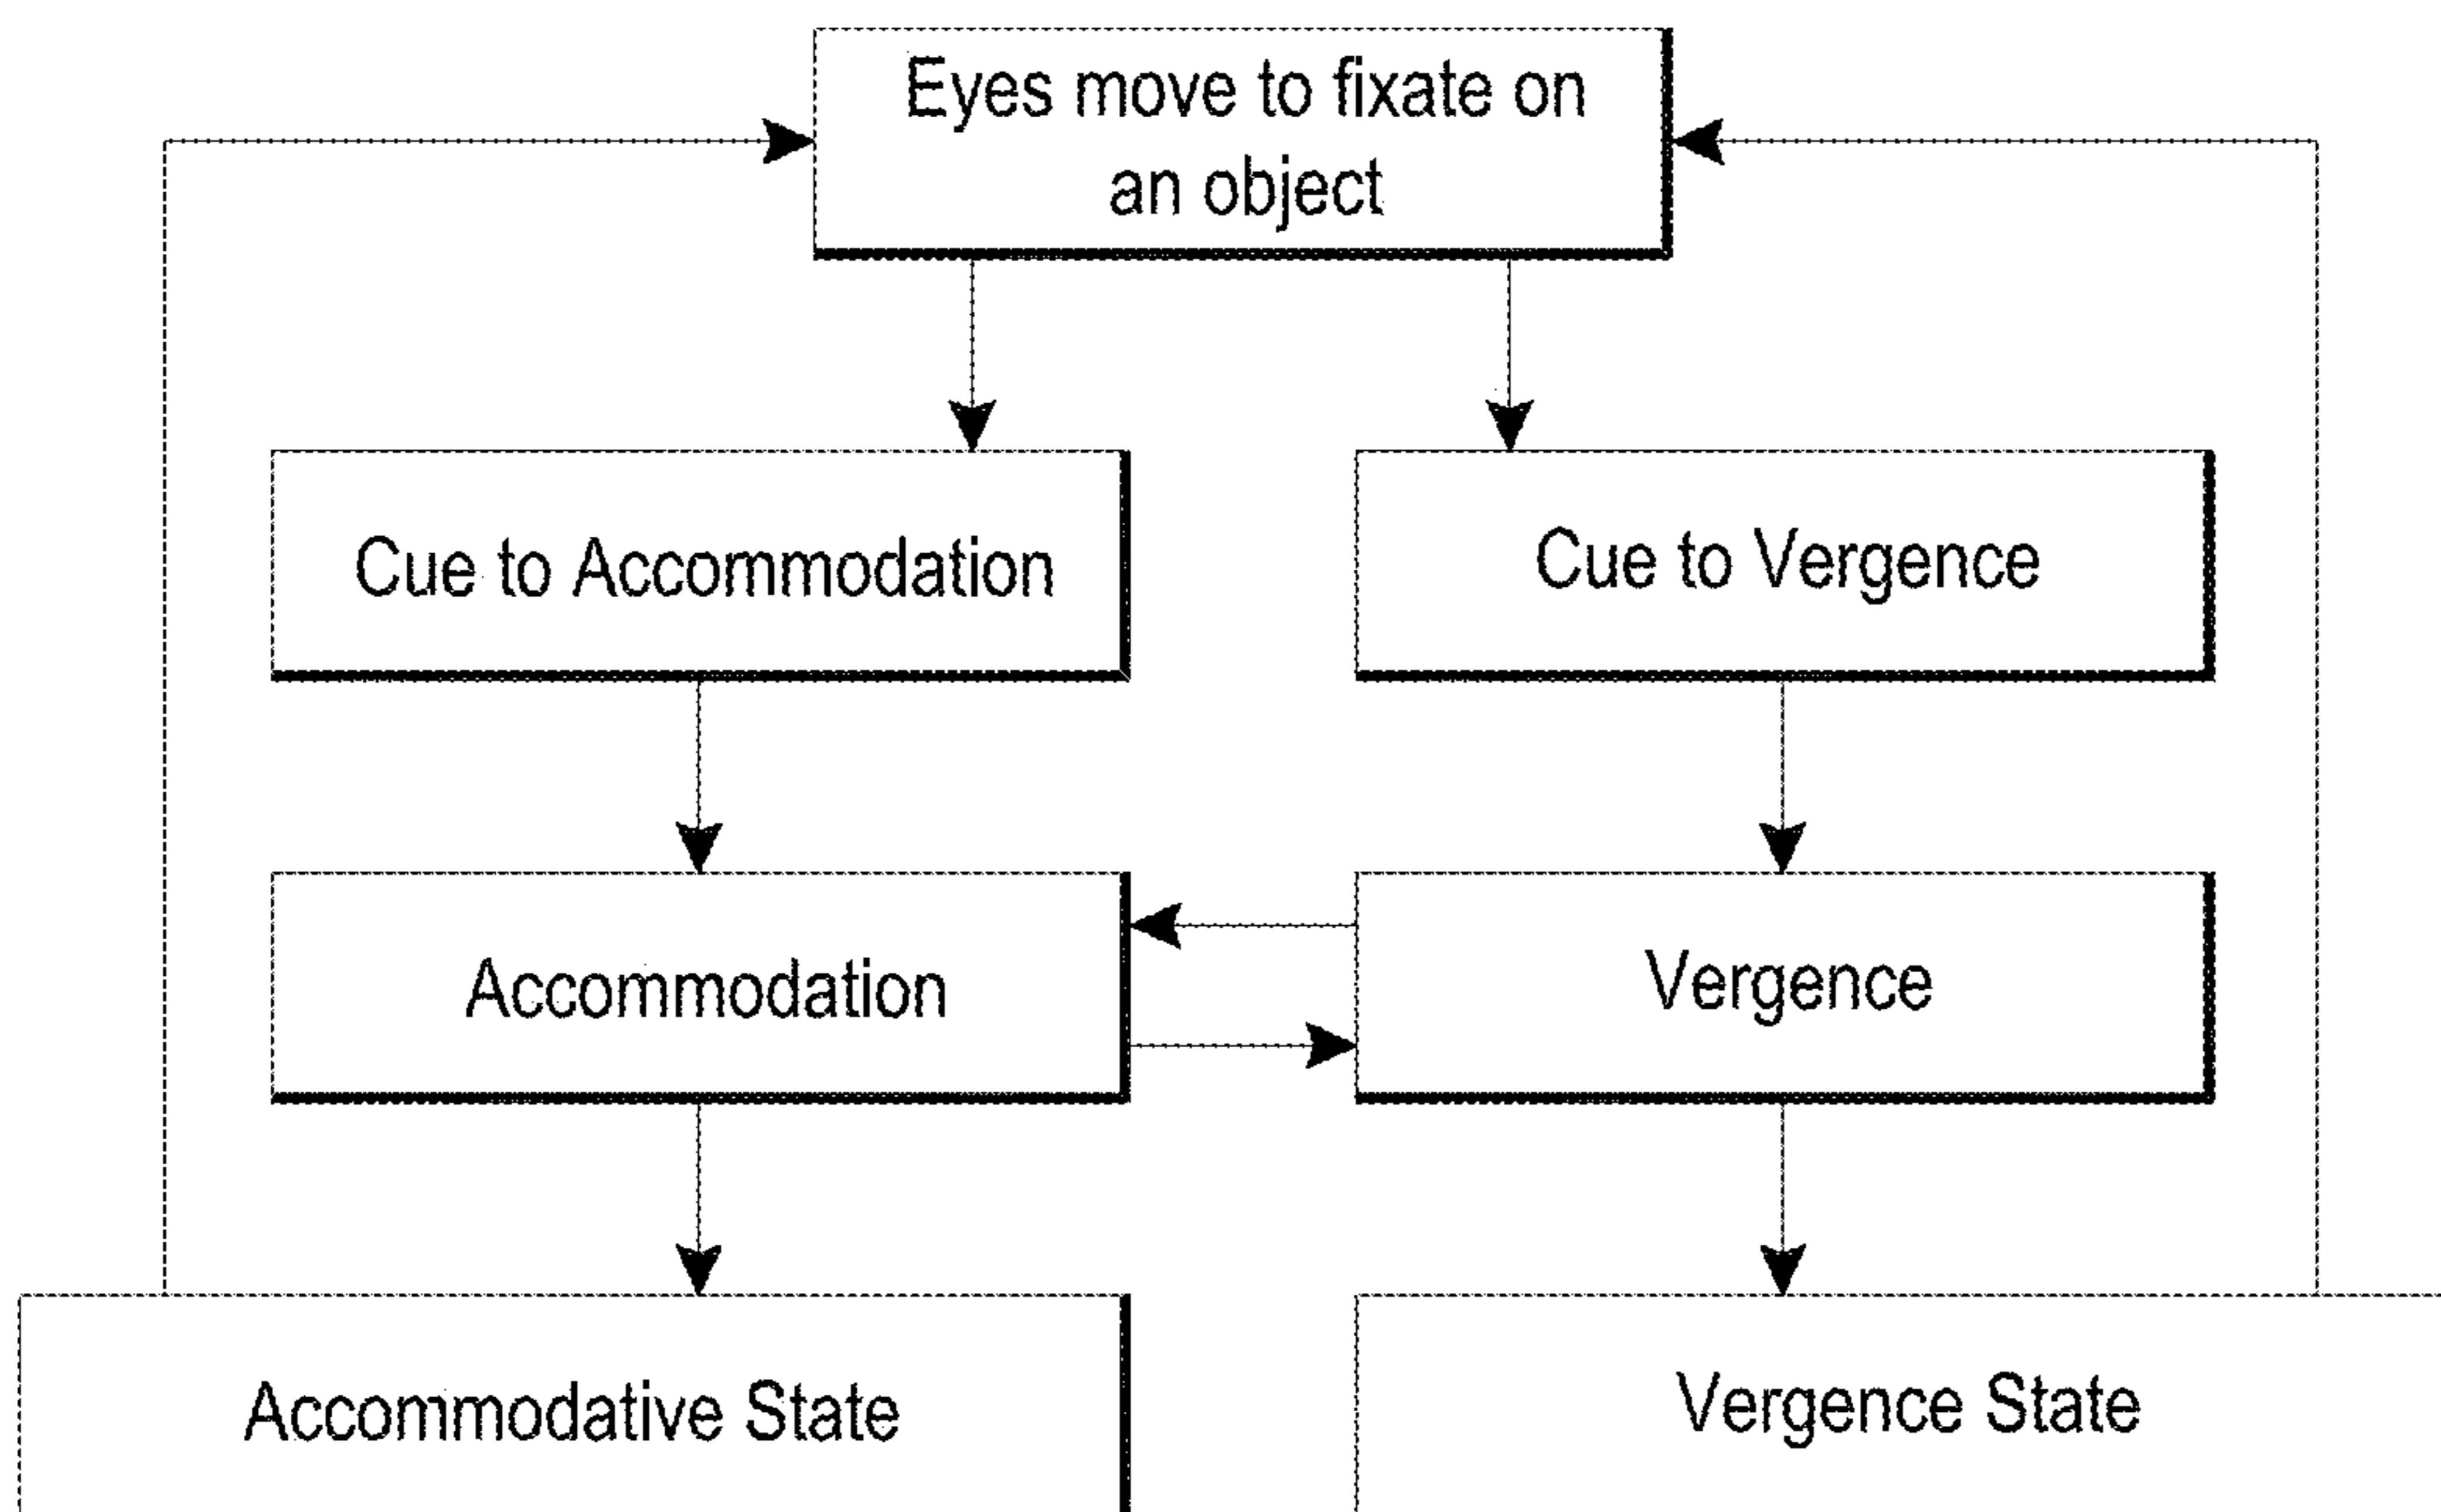 Eyes move to fixate on
an object
Cue to Accommodation
Cue to Vergence
Accommodation
Vergence
Accommodative State
Vergence State